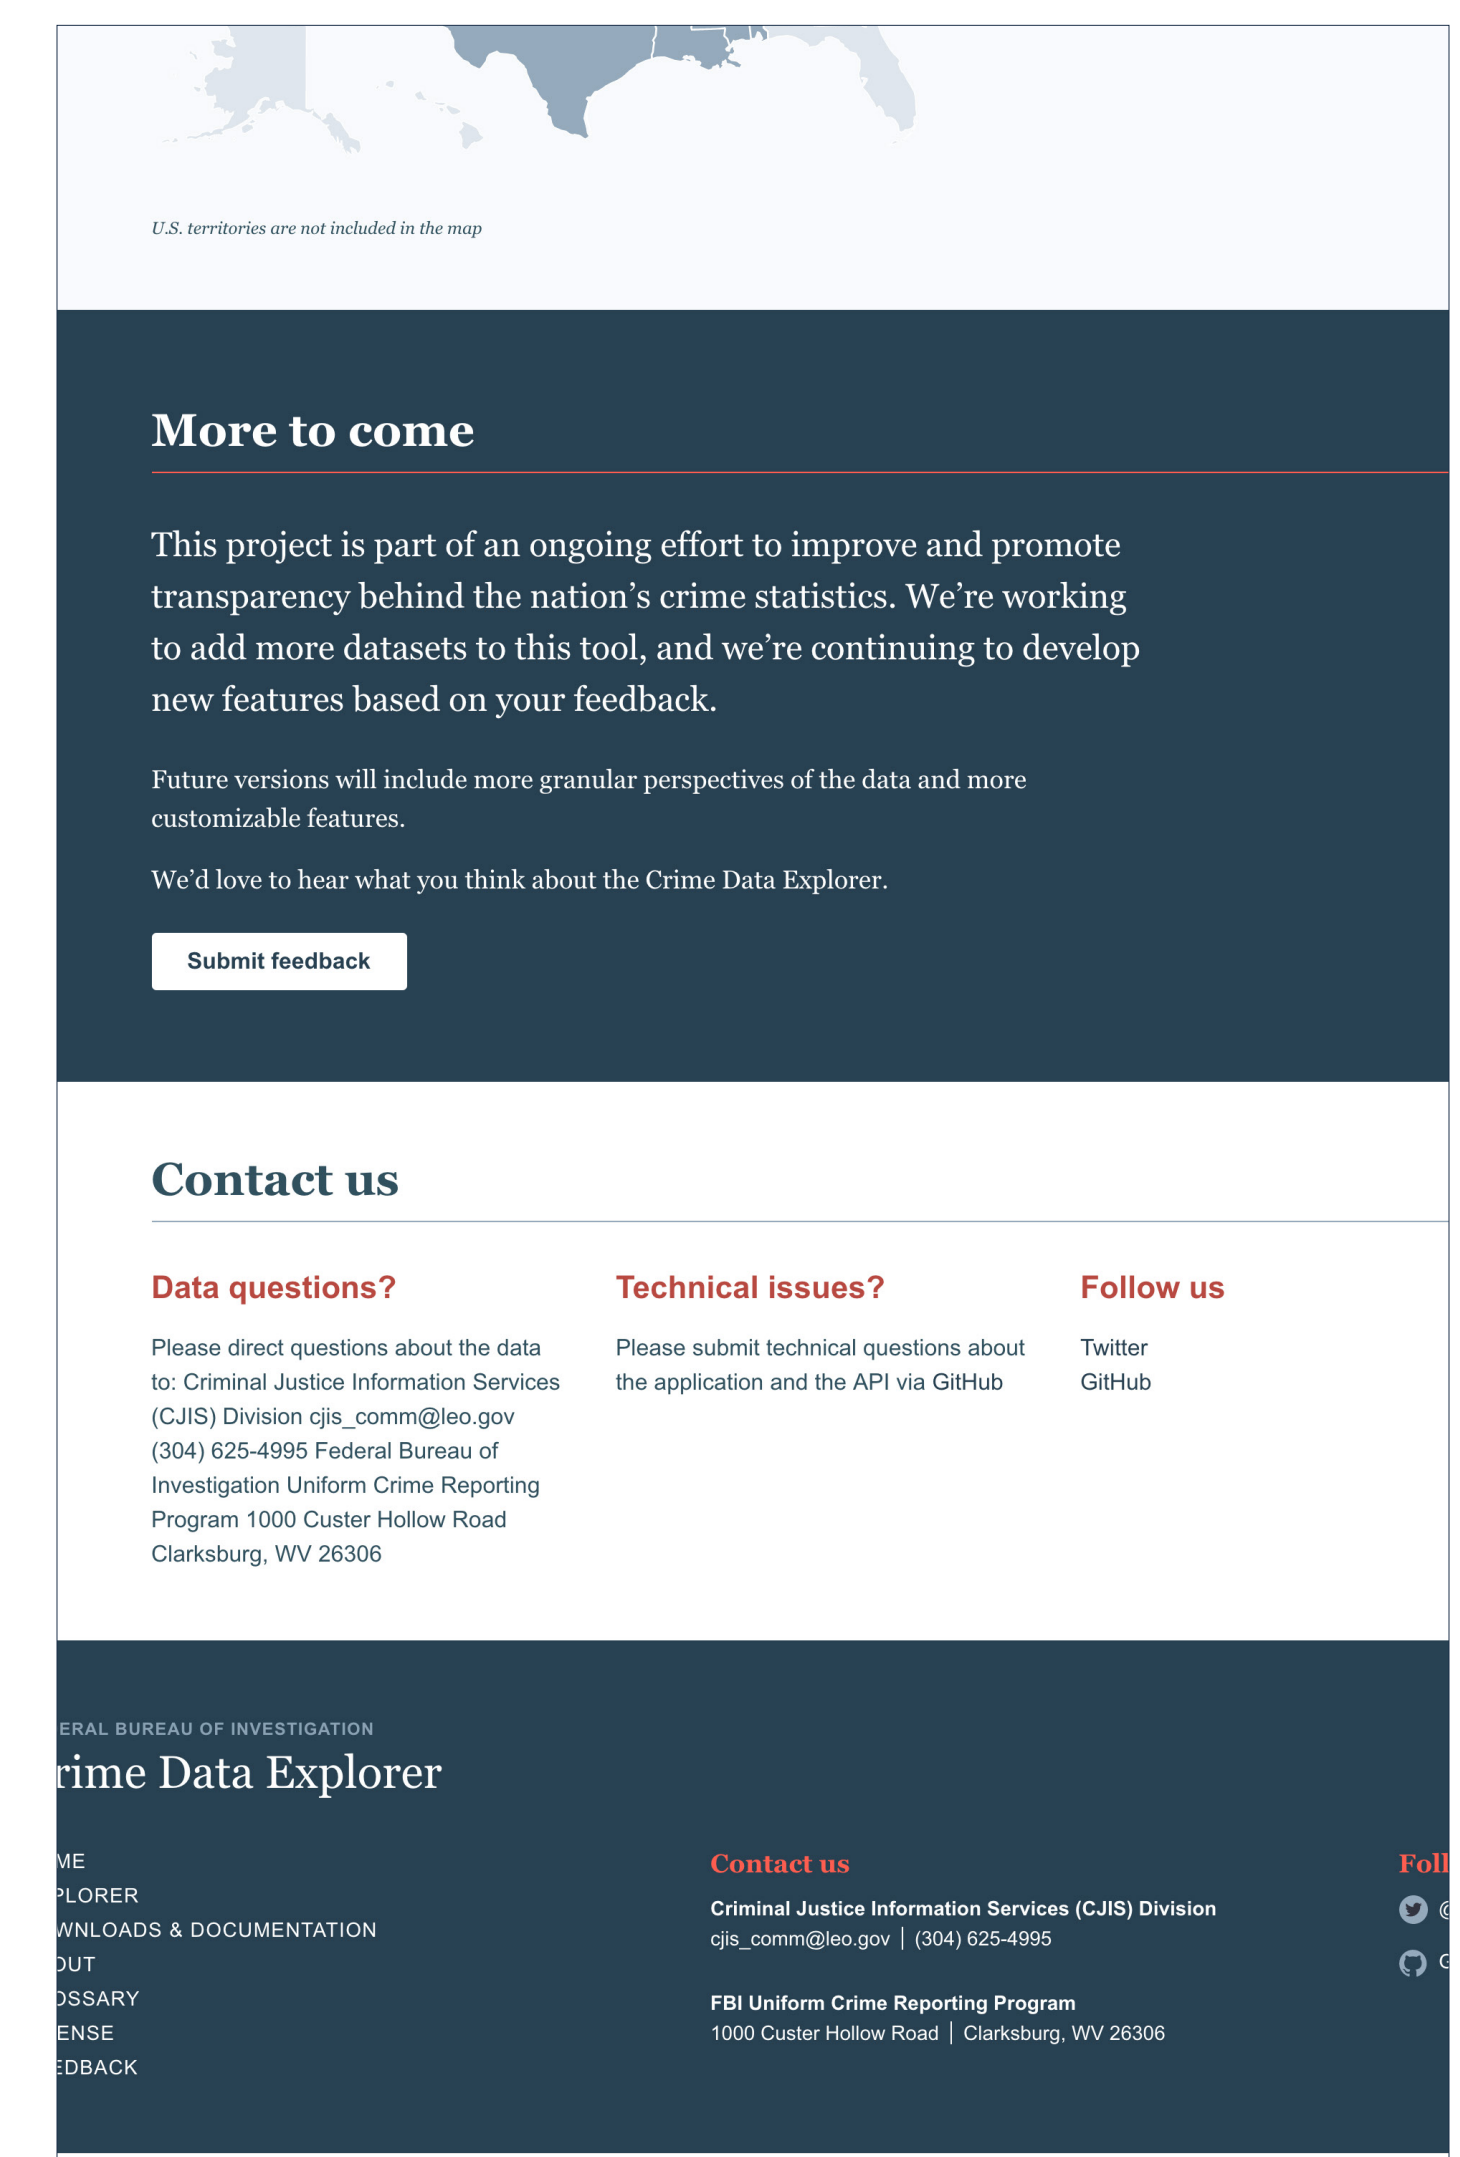 U.S. territories are not included in the map
More to come
This project is part of an ongoing effort to improve and promote
transparency behind the nation’s crime statistics. We’re working
to add more datasets to this tool, and we’re continuing to develop
new features based on your feedback.
Future versions will include more granular perspectives of the data and more
customizable features.
We’d love to hear what you think about the Crime Data Explorer.
Submit feedback
Contact us
Data questions?
Please direct questions about the data
to: Criminal Justice Information Services
(CJIS) Division cjis_comm@leo.gov
(304) 625-4995 Federal Bureau of
Investigation Uniform Crime Reporting
Program 1000 Custer Hollow Road
Clarksburg, WV 26306
Technical issues?
Please submit technical questions about
the application and the API via GitHub
Follow us
Twitter
GitHub
ERAL BUREAU OF INVESTIGATION
rime Data Explorer
ME
PLORER
WNLOADS & DOCUMENTATION
OUT
OSSARY
ENSE
EDBACK
Contact us
Criminal Justice Information Services (CJIS) Division
cjis_comm@leo.gov | (304) 625-4995
FBI Uniform Crime Reporting Program
1000 Custer Hollow Road | Clarksburg, WV 26306
Foll
@
G